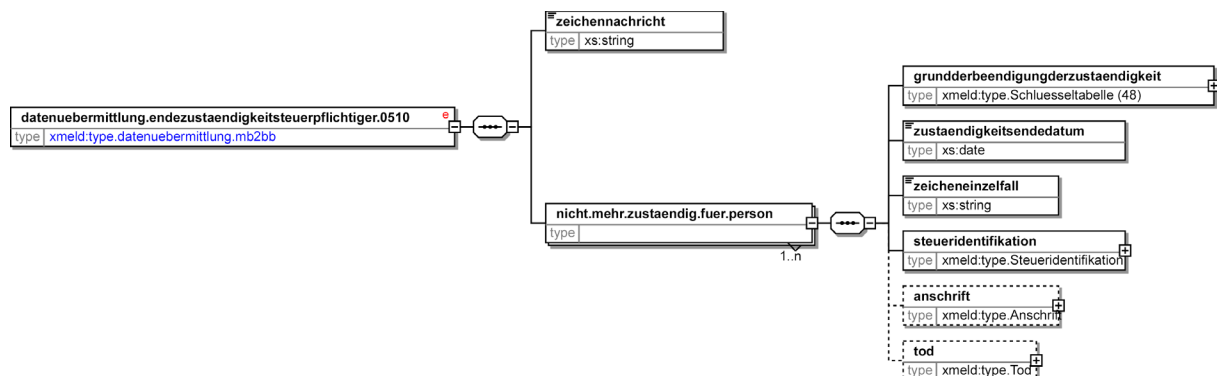 zeichennachricht
type xs:string
grundderbeendigungderzustaendigkeit
type xmeld:type.Schluesseltabelle (48)
datenuebermittlung.endezustaendigkeitsteuerpflichtiger.0510 e
type xmeld:type.datenuebermittlung.mb2bb
zustaendigkeitsendedatum
type xs:date
zeicheneinzelfall
type xs:string
nicht.mehr.zustaendig.fuer.person
type
1..n
steueridentifikation
type xmeld:type.Steueridentifikation
anschrift
type xmeld:type.Anschrift
tod
type xmeld:type.Tod